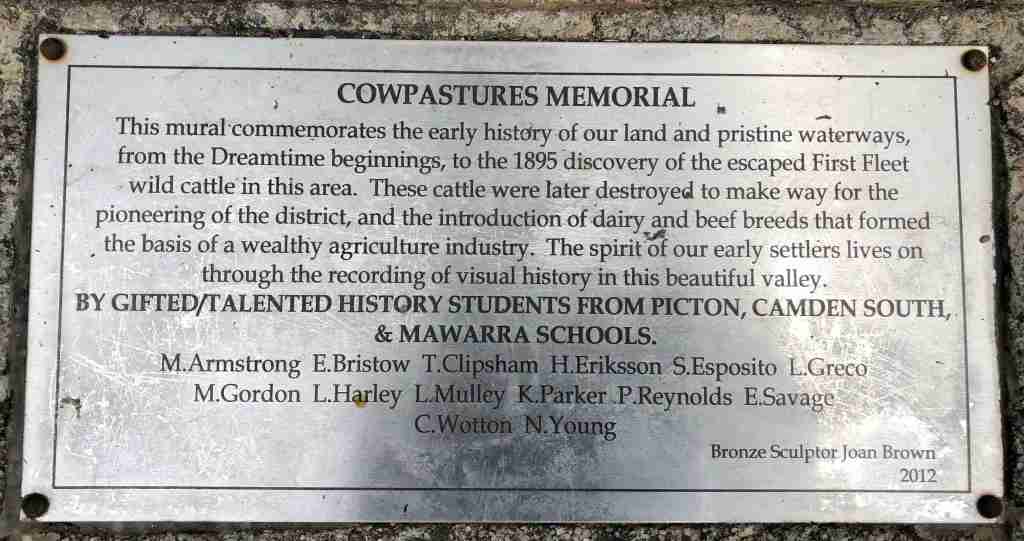 COWPASTURES MEMORIAL
This mural commemorates the early history of our land and pristine waterways,
from the Dreamtime beginnings, to the 1895 discovery of the escaped First Fleet
wild cattle in this area. These cattle were later destroyed to make way for the
pioneering of the district, and the introduction of dairy and beef breeds that formed
the basis of a wealthy agriculture industry. The spirit of our early settlers lives on
through the recording of visual history in this beautiful valley.
BY GIFTED/TALENTED HISTORY STUDENTS FROM PICTON, CAMDEN SOUTH,
& MAWARRA SCHOOLS.
M.Armstrong E.Bristow T.Clipsham H.Eriksson S.Esposito L.Greco
M.Gordon L.Harley L.Mulley K.Parker P.Reynolds E.Savage
C.Wotton N.Young
Bronze Sculptor Joan Brown
2012